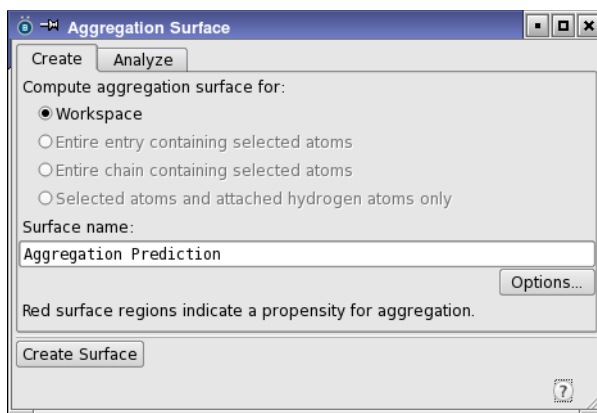 Aggregation Surface
Create Analyze
Compute aggregation surface for:
Workspace
Entire entry containing selected atoms
Entire chain containing selected atoms
Selected atoms and attached hydrogen atoms only
Surface name:
Aggregation Prediction
Options...
Red surface regions indicate a propensity for aggregation.
Create Surface
?